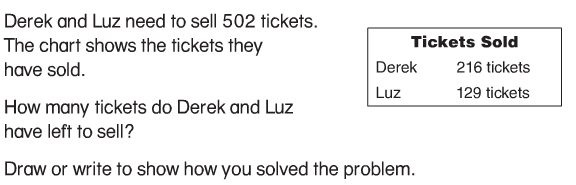 Derek and Luz need to sell 502 tickets.
The chart shows the tickets they
have sold.
How many tickets do Derek and Luz
have left to sell?
Draw or write to show how you solved the problem.
Tickets Sold
Derek 216 tickets
Luz 129 tickets